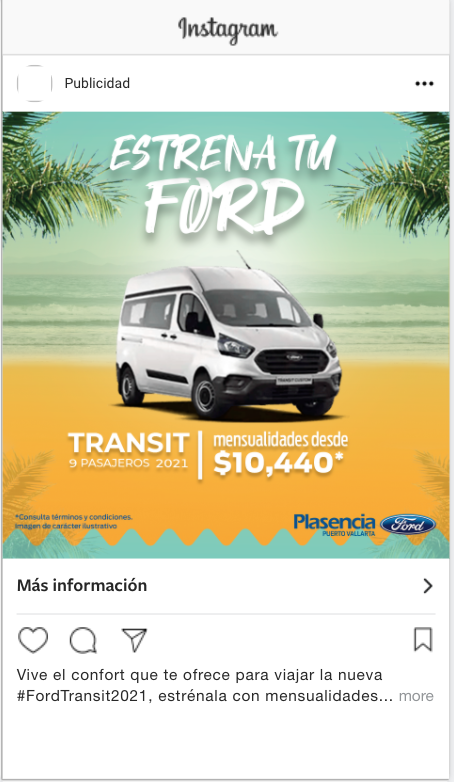 Instagram
Publicidad
ESTRENA TU
FORD
TRANSIT
9 PASAJEROS 2021
mensualidades desde
$10,440*
*Consulta términos y condiciones.
Imagen de carácter ilustrativo
Plasencia
PUERTO VALLARTA
Ford
Más información
Vive el confort que te ofrece para viajar la nueva
#FordTransit2021, estrénala con mensualidades... more